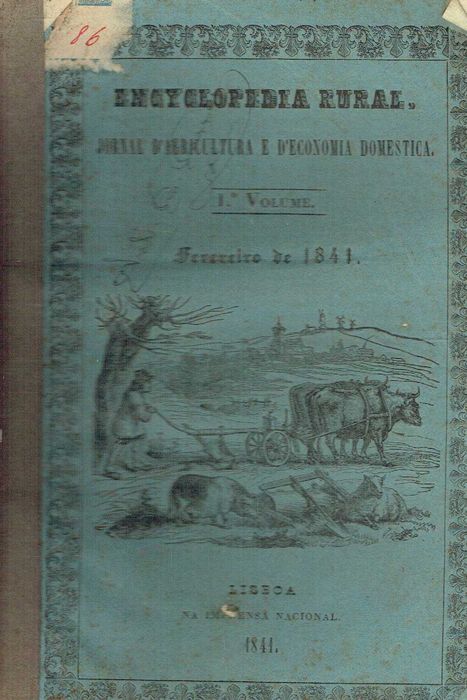 86
ENCYCLOPEDIA RURAL,
JORNAL D'AGRICULTURA E D'ECONOMIA DOMESTICA.
1.º VOLUME.
Fevereiro de 1841.
LISBOA
NA IMPRENSA NACIONAL.
1841.